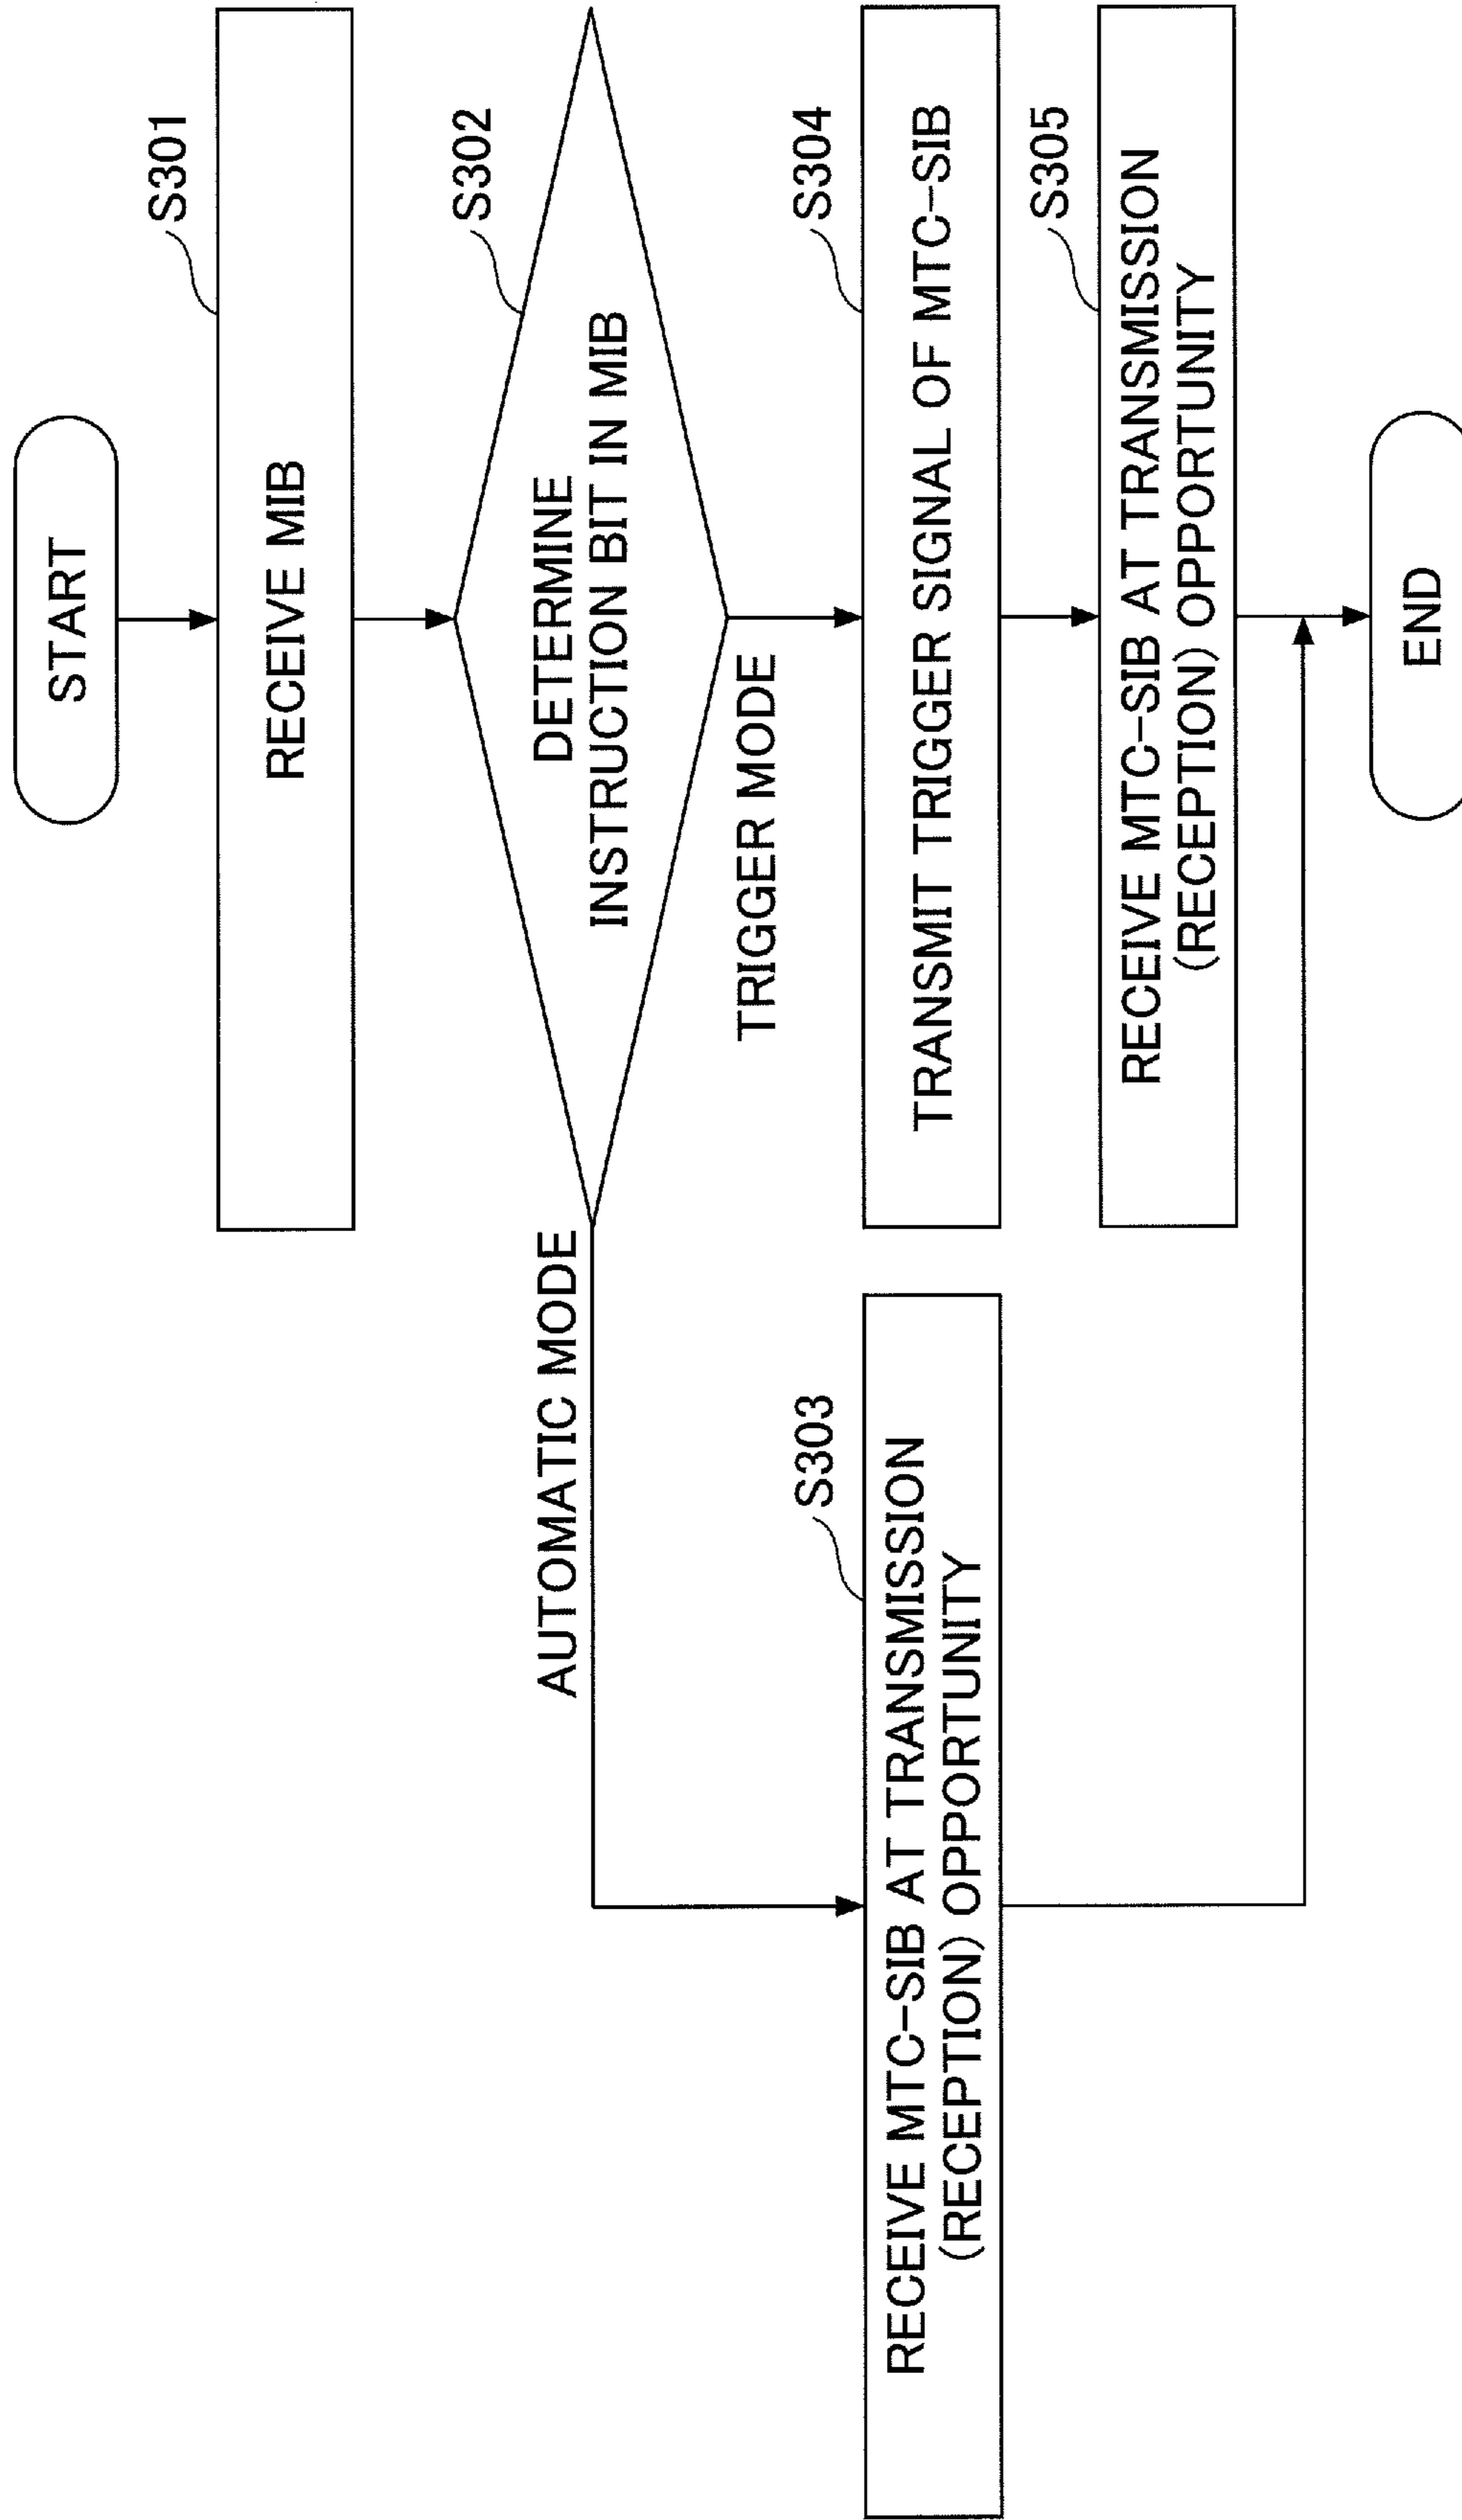 START
S301
RECEIVE MIB
S302
DETERMINE
INSTRUCTION BIT IN MIB
AUTOMATIC MODE
TRIGGER MODE
S303
RECEIVE MTC-SIB AT TRANSMISSION
(RECEPTION) OPPORTUNITY
S304
TRANSMIT TRIGGER SIGNAL OF MTC-SIB
S305
RECEIVE MTC-SIB AT TRANSMISSION
(RECEPTION) OPPORTUNITY
END